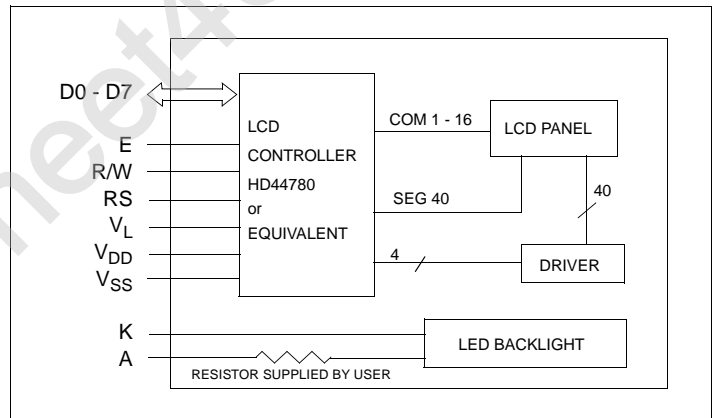 D0 - D7
E
R/W
RS
VL
VDD
VSS
K
A
LCD
CONTROLLER
HD44780
or
EQUIVALENT
COM 1 - 16
LCD PANEL
SEG 40
40
4
DRIVER
LED BACKLIGHT
RESISTOR SUPPLIED BY USER